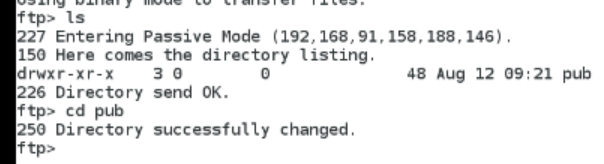 using binary mode to transfer files.
ftp> ls
227 Entering Passive Mode (192,168,91,158,188,146).
150 Here comes the directory listing.
drwxr-xr-x    3 0        0              48 Aug 12 09:21 pub
226 Directory send OK.
ftp> cd pub
250 Directory successfully changed.
ftp>